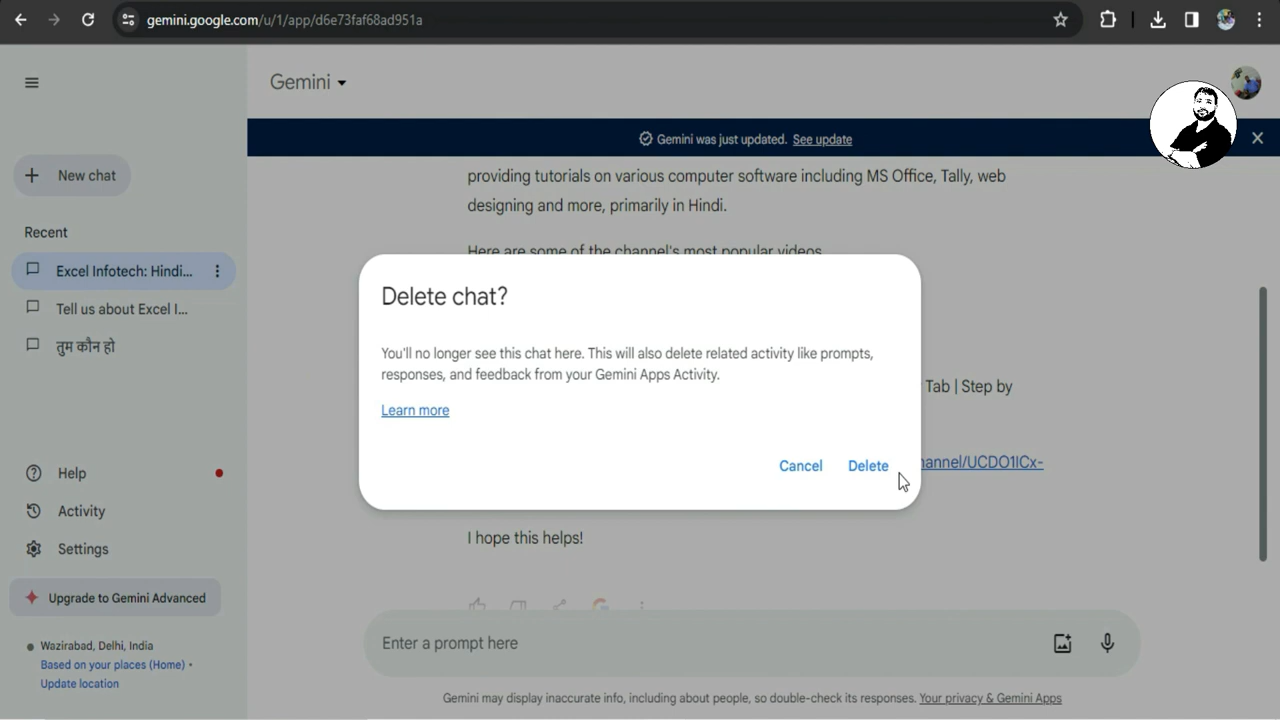 gemini.google.com/u/1/app/d6e73faf68ad951a
Gemini
Gemini was just updated. See update
New chat
Recent
Excel Infotech: Hindi...
Tell us about Excel I...
तुम कौन हो
Help
Activity
Settings
Upgrade to Gemini Advanced
Wazirabad, Delhi, India
Based on your places (Home) •
Update location
providing tutorials on various computer software including MS Office, Tally, web
designing and more, primarily in Hindi.
Here are some of the channel's most popular videos
Delete chat?
You'll no longer see this chat here. This will also delete related activity like prompts,
responses, and feedback from your Gemini Apps Activity.
Learn more
Cancel Delete
Tab | Step by
annel/UCDO1lCx-
I hope this helps!
Enter a prompt here
Gemini may display inaccurate info, including about people, so double-check its responses. Your privacy & Gemini Apps